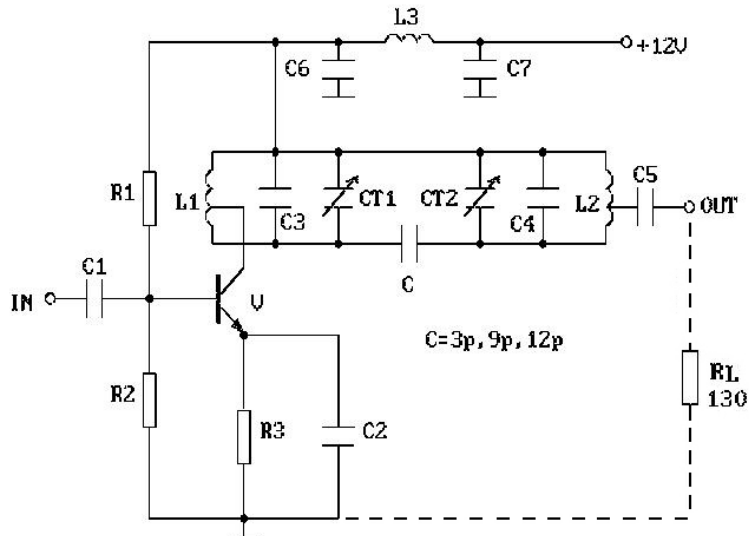 L3
+12V
C6
C7
R1
L1
C3
CT1
CT2
C4
L2
C5
OUT
C
C1
IN
V
C=3p,9p,12p
R2
R3
C2
RL
130